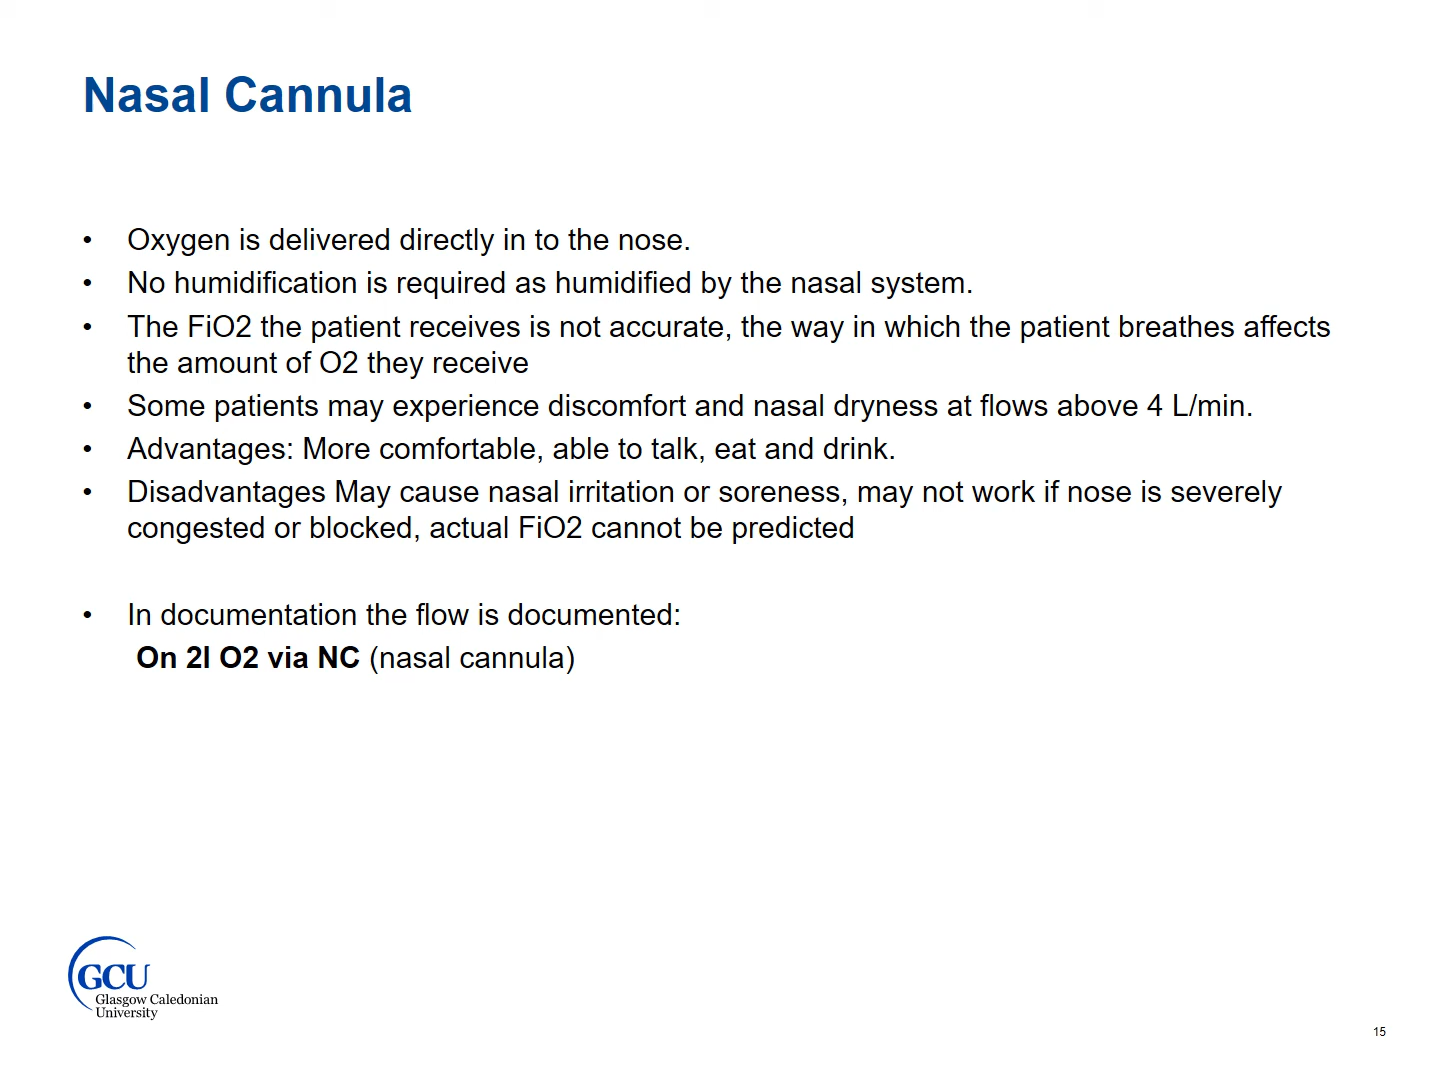 Nasal Cannula
• Oxygen is delivered directly in to the nose.
• No humidification is required as humidified by the nasal system.
• The FiO2 the patient receives is not accurate, the way in which the patient breathes affects
the amount of O2 they receive
• Some patients may experience discomfort and nasal dryness at flows above 4 L/min.
• Advantages: More comfortable, able to talk, eat and drink.
• Disadvantages May cause nasal irritation or soreness, may not work if nose is severely
congested or blocked, actual FiO2 cannot be predicted
• In documentation the flow is documented:
On 2l O2 via NC (nasal cannula)
GCU
Glasgow Caledonian
University
15